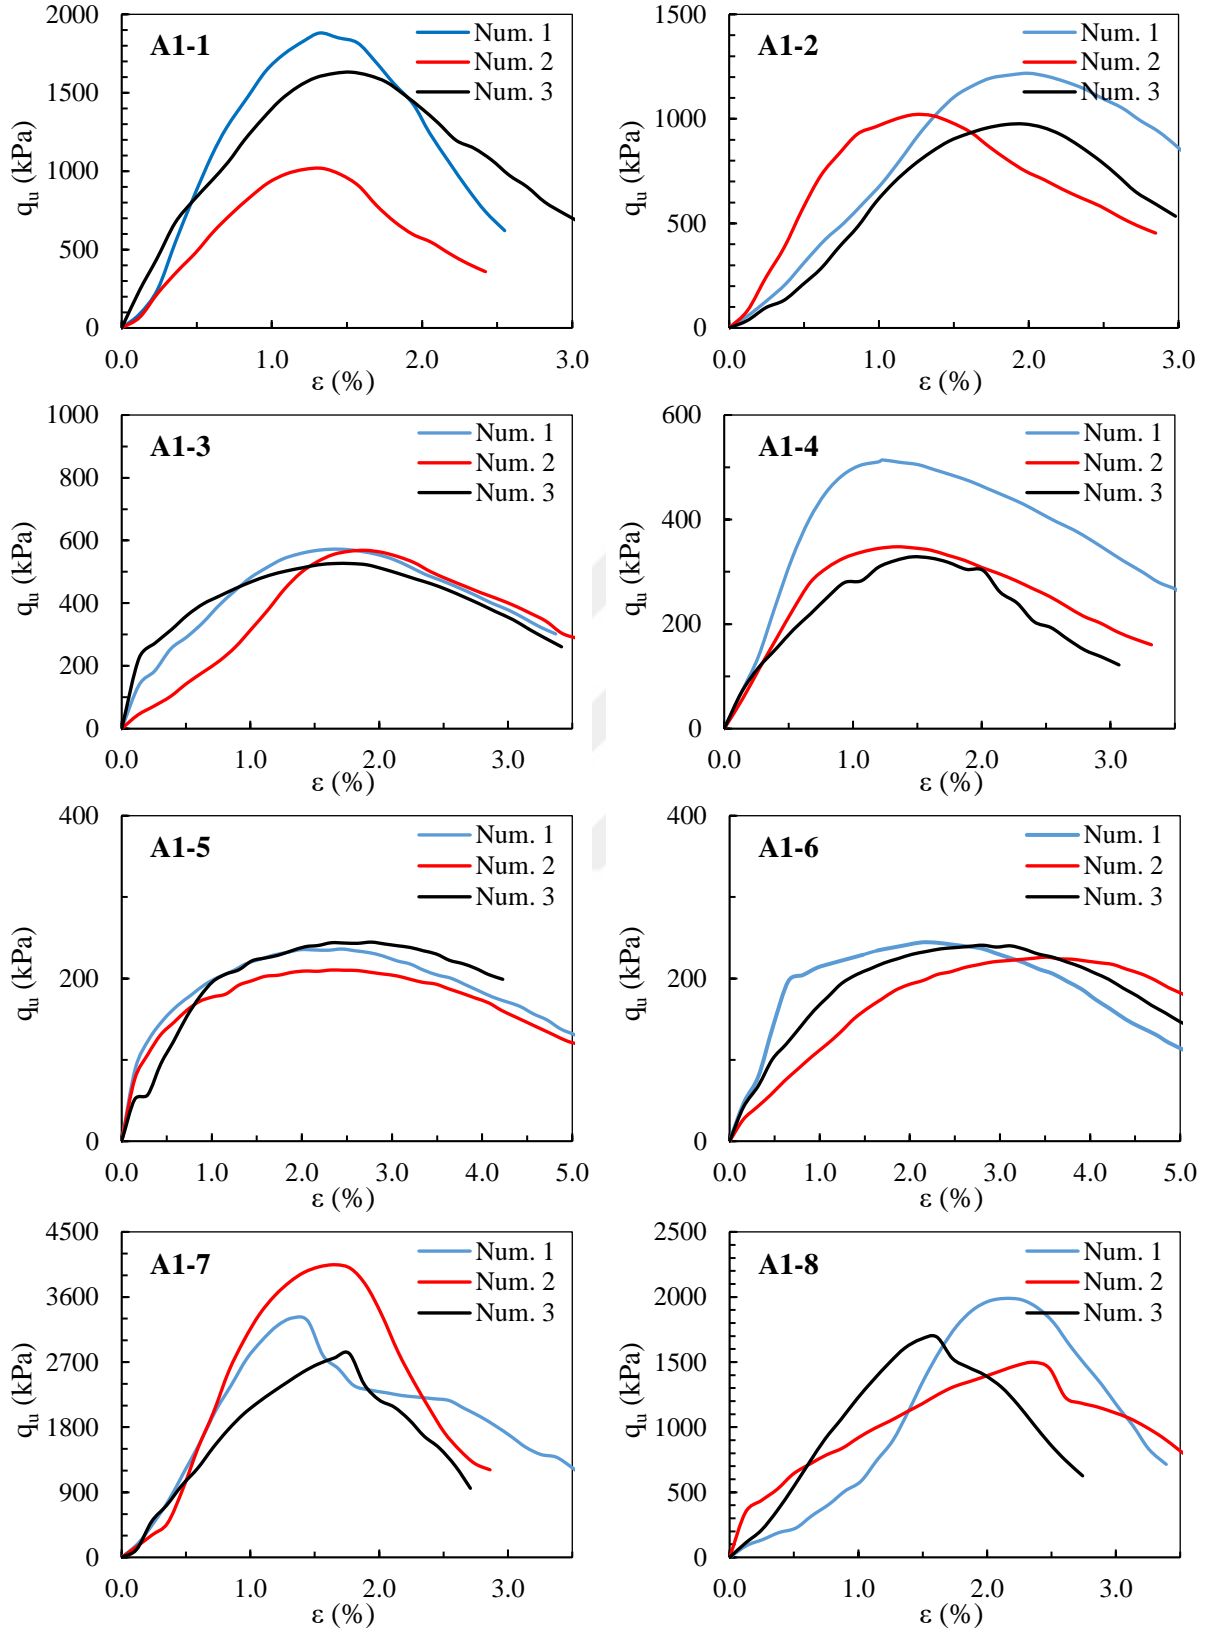 A1-1
Num. 1
Num. 2
Num. 3
2000
1500
1000
500
0
qu (kPa)
0.0 1.0 2.0 3.0
ε (%)
A1-2
Num. 1
Num. 2
Num. 3
1500
1000
500
0
qu (kPa)
0.0 1.0 2.0 3.0
ε (%)
A1-3
Num. 1
Num. 2
Num. 3
1000
800
600
400
200
0
qu (kPa)
0.0 1.0 2.0 3.0
ε (%)
A1-4
Num. 1
Num. 2
Num. 3
600
400
200
0
qu (kPa)
0.0 1.0 2.0 3.0
ε (%)
A1-5
Num. 1
Num. 2
Num. 3
400
200
0
qu (kPa)
0.0 1.0 2.0 3.0 4.0 5.0
ε (%)
A1-6
Num. 1
Num. 2
Num. 3
400
200
0
qu (kPa)
0.0 1.0 2.0 3.0 4.0 5.0
ε (%)
A1-7
Num. 1
Num. 2
Num. 3
4500
3600
2700
1800
900
0
qu (kPa)
0.0 1.0 2.0 3.0
ε (%)
A1-8
Num. 1
Num. 2
Num. 3
2500
2000
1500
1000
500
0
qu (kPa)
0.0 1.0 2.0 3.0
ε (%)